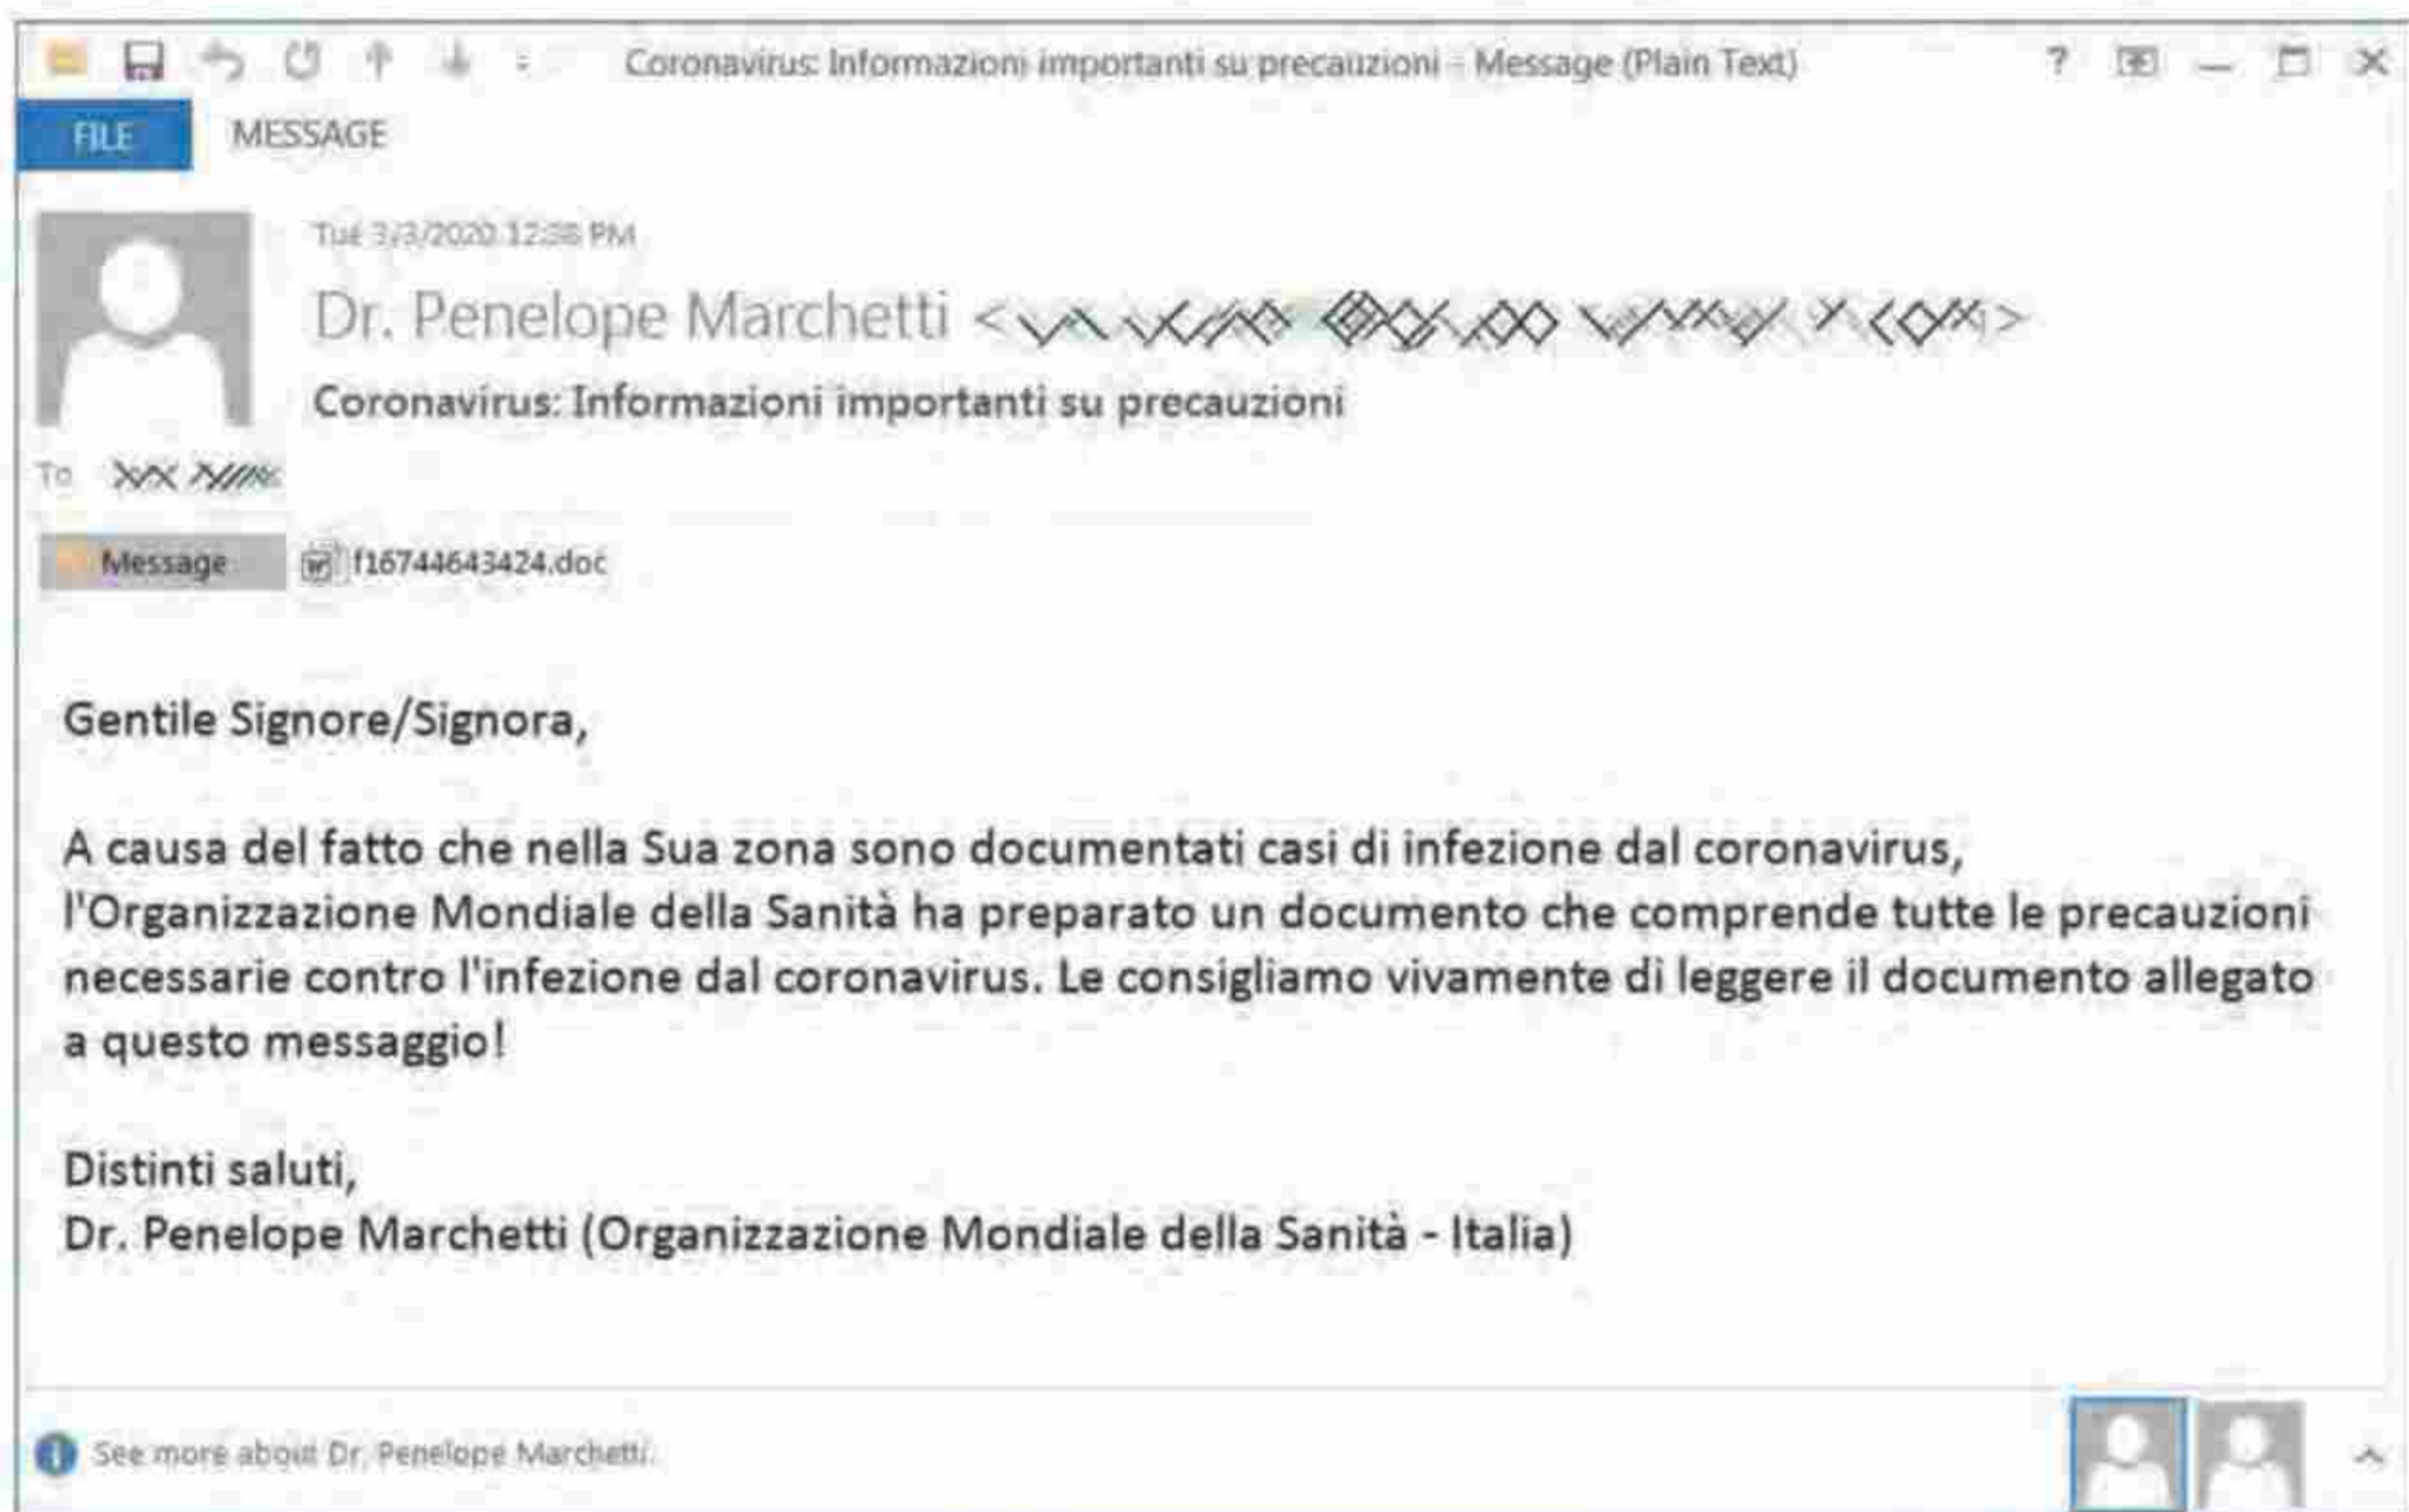 Coronavirus: Informazioni importanti su precauzioni - Message (Plain Text)
FILE MESSAGE
Tue 3/3/2020 12:38 PM
Dr. Penelope Marchetti <
Coronavirus: Informazioni importanti su precauzioni
To
Message f16744643424.doc
Gentile Signore/Signora,
A causa del fatto che nella Sua zona sono documentati casi di infezione dal coronavirus,
l'Organizzazione Mondiale della Sanità ha preparato un documento che comprende tutte le precauzioni
necessarie contro l'infezione dal coronavirus. Le consigliamo vivamente di leggere il documento allegato
a questo messaggio!
Distinti saluti,
Dr. Penelope Marchetti (Organizzazione Mondiale della Sanità - Italia)
See more about Dr. Penelope Marchetti.